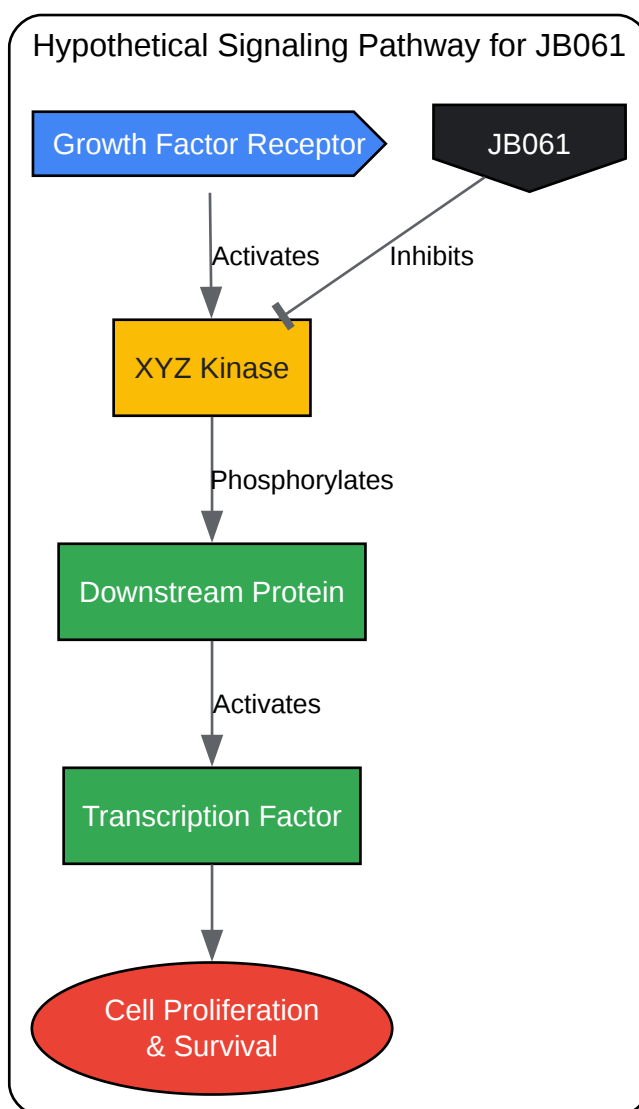 Hypothetical Signaling Pathway for JB061
Growth Factor Receptor
JB061
Activates
Inhibits
XYZ Kinase
Phosphorylates
Downstream Protein
Activates
Transcription Factor
Cell Proliferation
& Survival